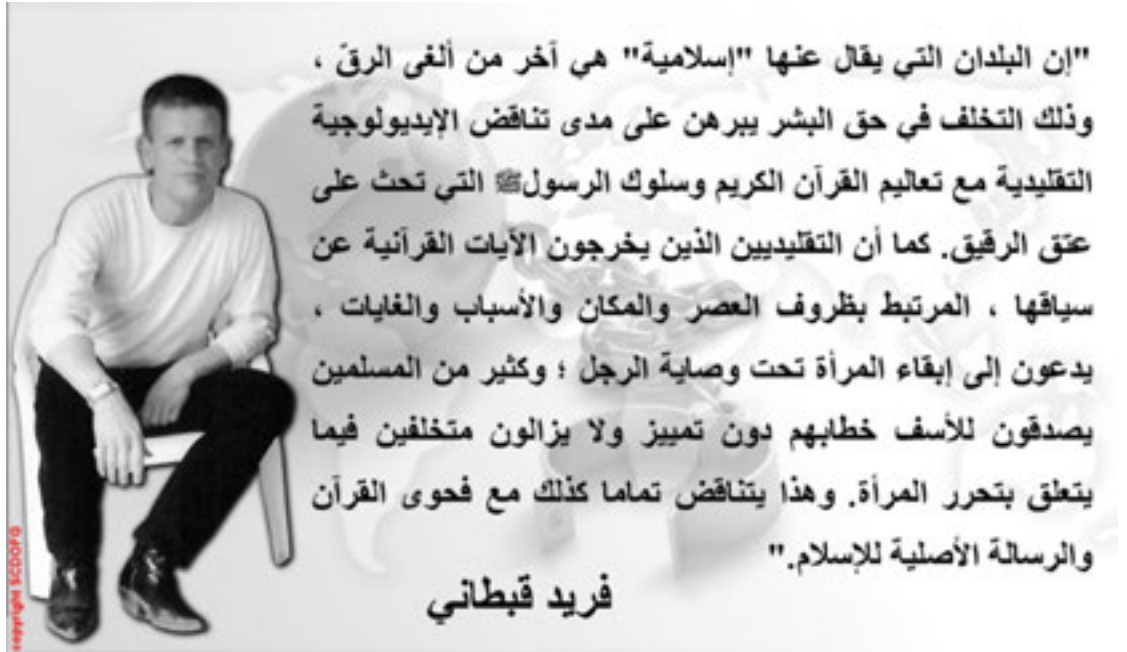 "إن البلدان التي يقال عنها "إسلامية" هي آخر من ألغى الرقّ ،
وذلك التخلف في حق البشر يبرهن على مدى تناقض الإيديولوجية
التقليدية مع تعاليم القرآن الكريم وسلوك الرسولﷺ التي تحث على
عتق الرقيق. كما أن التقليديين الذين يخرجون الآيات القرآنية عن
سياقها ، المرتبط بظروف العصر والمكان والأسباب والغايات ،
يدعون إلى إبقاء المرأة تحت وصاية الرجل ؛ وكثير من المسلمين
يصدقون للأسف خطابهم دون تمييز ولا يزالون متخلفين فيما
يتعلق بتحرر المرأة. وهذا يتناقض تماما كذلك مع فحوى القرآن
والرسالة الأصلية للإسلام."
فريد قبطاني
copyright SCDOFG